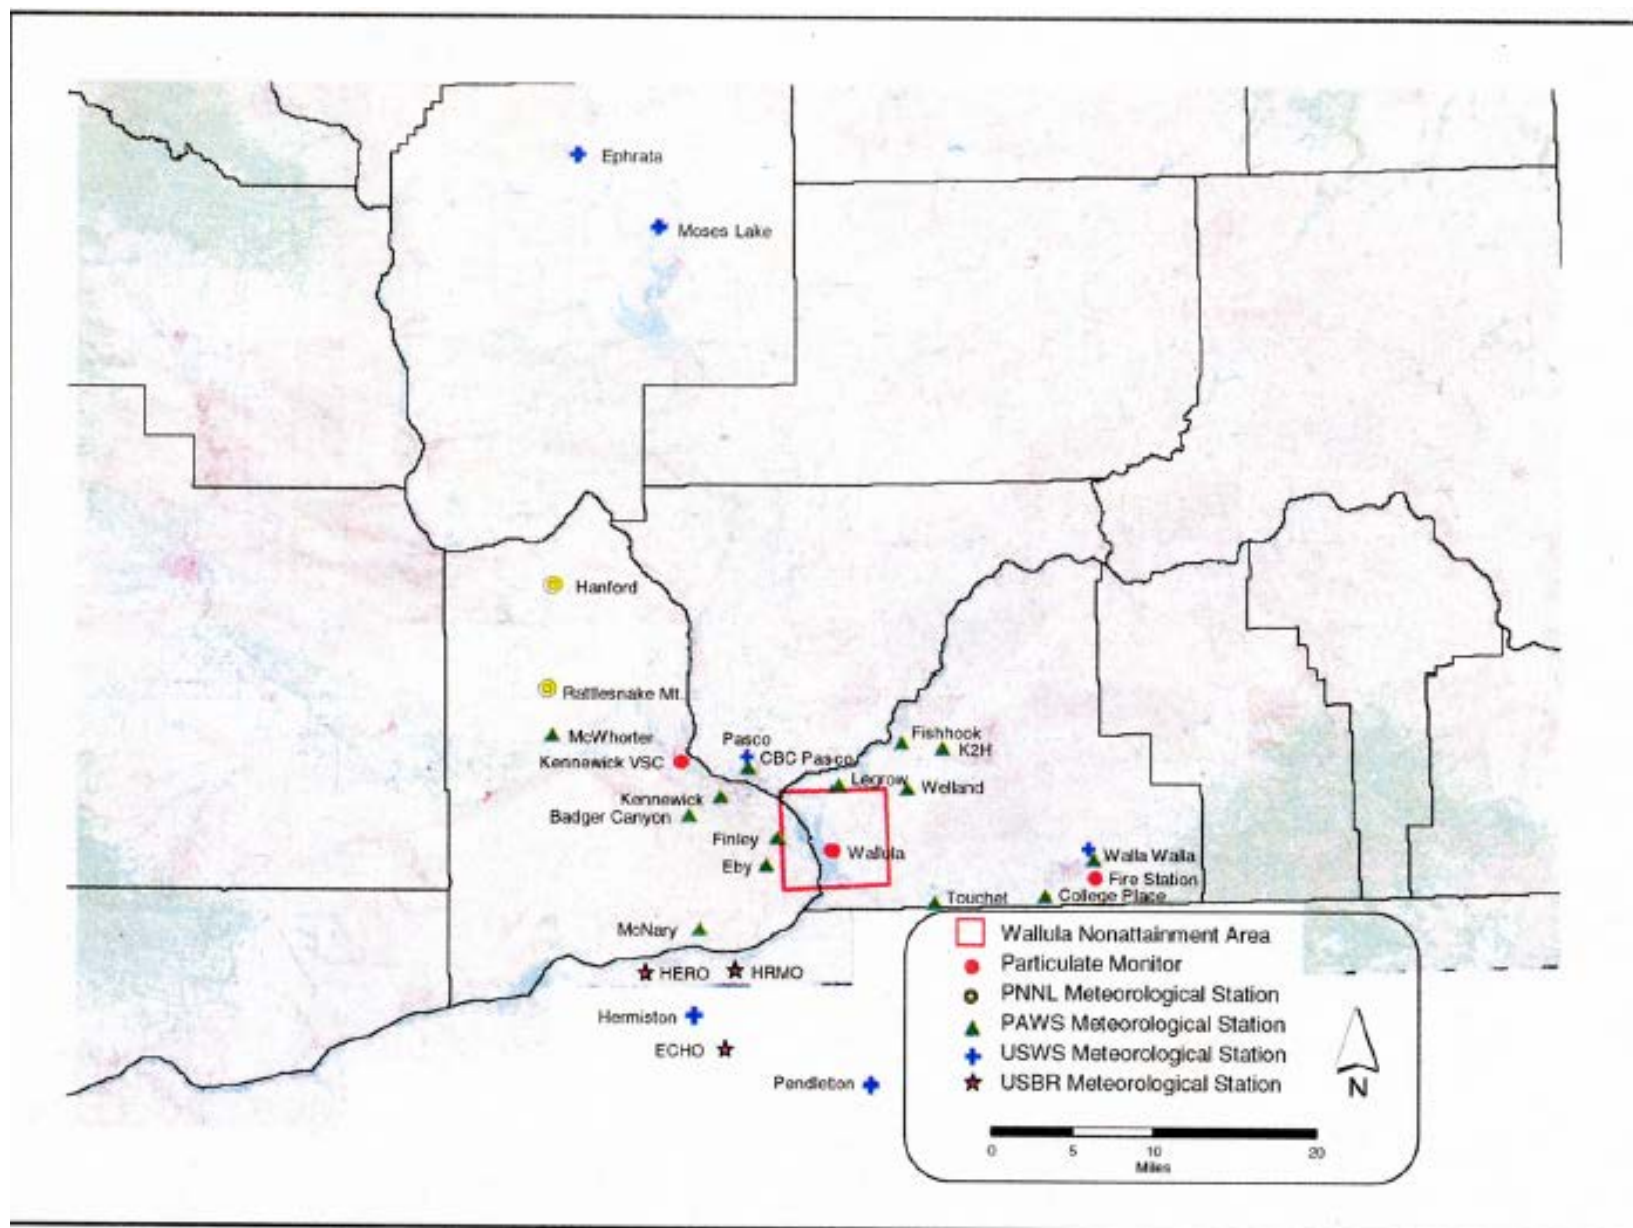 Ephrata
Moses Lake
Hanford
Rattlesnake Mt.
McWhorter
Kennewick VSC
Pasco
CBC Pasco
Fishhook
K2H
Legrow
Welland
Kennewick
Badger Canyon
Finley
Wallula
Eby
Walla Walla
Fire Station
Touchet
College Place
McNary
HERO
HRMO
Hermiston
ECHO
Pendleton
Wallula Nonattainment Area
Particulate Monitor
PNNL Meteorological Station
PAWS Meteorological Station
USWS Meteorological Station
USBR Meteorological Station
N
0 5 10 20
Miles